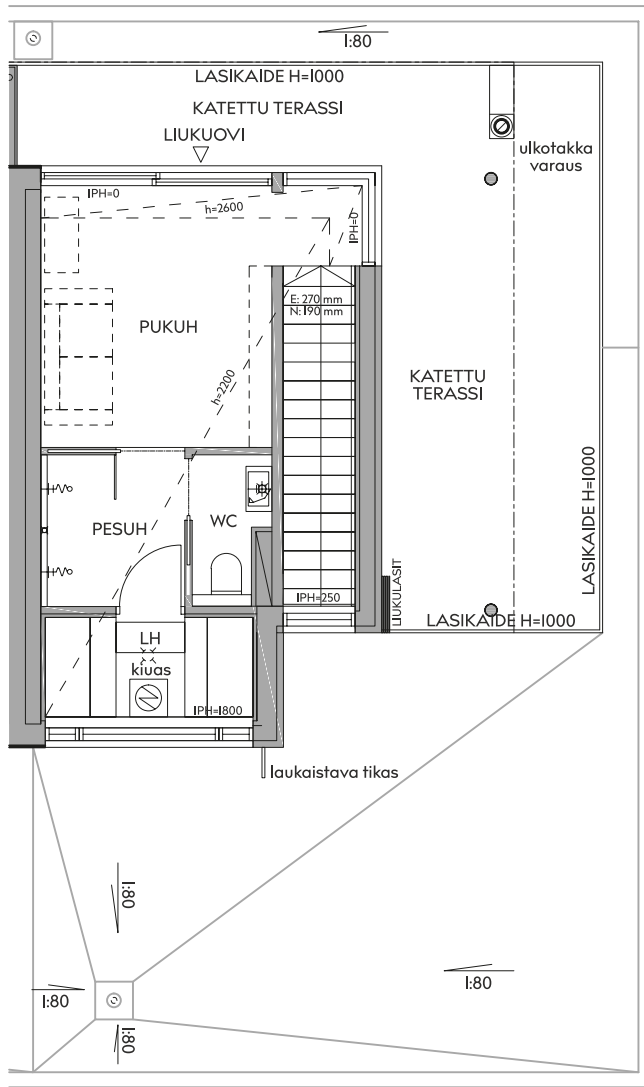 1:80
LASIKAIDE H=1000
KATETTU TERASSI
LIUKUOVI
ulkotakka
varaus
IPH=0
h=2600
IPH=0
E: 270 mm
N: 190 mm
PUKUH
h=2200
KATETTU
TERASSI
LASIKAIDE H=1000
PESUH
WC
LIUKULASIT
IPH=250
LASIKAIDE H=1000
LH
kiuas
IPH=1800
laukaistava tikas
1:80
1:80
1:80
1:80